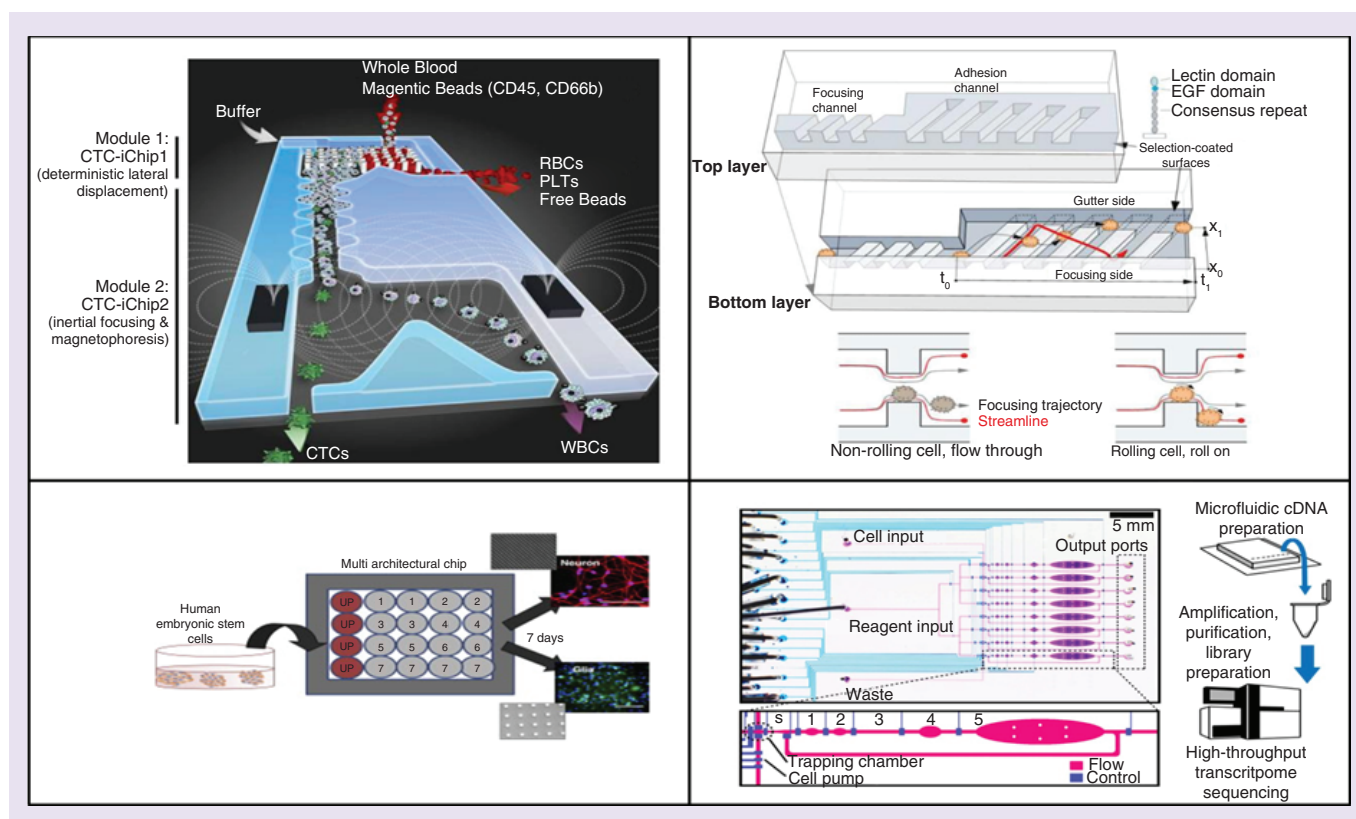 Whole Blood
Magentic Beads (CD45, CD66b)
Buffer
Module 1:
CTC-iChip1
(deterministic lateral
displacement)
RBCs
PLTs
Free Beads
Module 2:
CTC-iChip2
(inertial focusing &
magnetophoresis)
CTCs
WBCs
Focusing
channel
Adhesion
channel
Lectin domain
EGF domain
Consensus repeat
Selection-coated
surfaces
Top layer
Gutter side
x1
x0
t0
Focusing side
t1
Bottom layer
Focusing trajectory
Streamline
Non-rolling cell, flow through
Rolling cell, roll on
Multi architectural chip
Human
embryonic stem
cells
UP 1 1 2 2
UP 3 3 4 4
UP 5 5 6 6
UP 7 7 7 7
Neuron
7 days
Glia
5 mm
Cell input
Output ports
Reagent input
Waste
s 1 2 3 4 5
Trapping chamber
Cell pump
Flow
Control
Microfluidic cDNA
preparation
Amplification,
purification,
library
preparation
High-throughput
transcritpome
sequencing